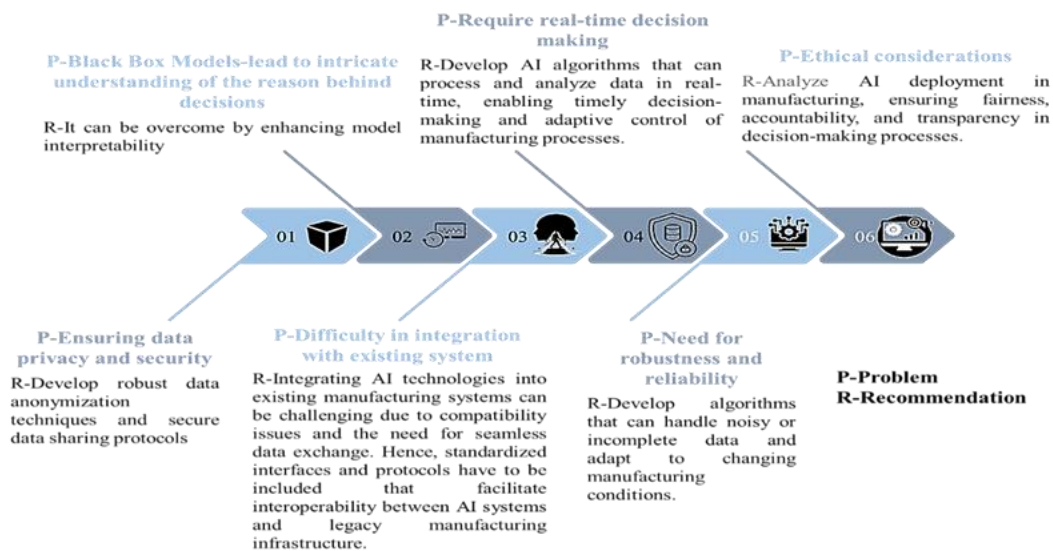 P-Black Box Models-lead to intricate
understanding of the reason behind
decisions
R-It can be overcome by enhancing model
interpretability
P-Require real-time decision
making
R-Develop AI algorithms that can
process and analyze data in real-
time, enabling timely decision-
making and adaptive control of
manufacturing processes.
P-Ethical considerations
R-Analyze AI deployment in
manufacturing, ensuring fairness,
accountability, and transparency in
decision-making processes.
01
02
03
04
05
06
P-Ensuring data
privacy and security
R-Develop robust data
anonymization
techniques and secure
data sharing protocols
P-Difficulty in integration
with existing system
R-Integrating AI technologies into
existing manufacturing systems can
be challenging due to compatibility
issues and the need for seamless
data exchange. Hence, standardized
interfaces and protocols have to be
included that facilitate
interoperability between AI systems
and legacy manufacturing
infrastructure.
P-Need for
robustness and
reliability
R-Develop algorithms
that can handle noisy or
incomplete data and
adapt to changing
manufacturing
conditions.
P-Problem
R-Recommendation